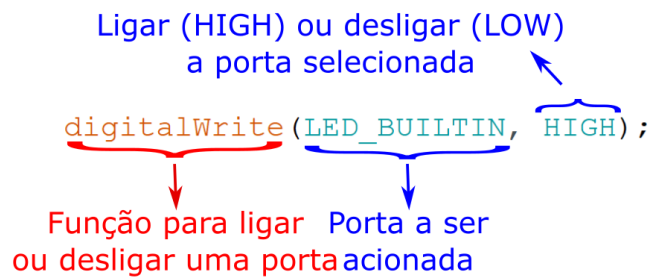 Ligar (HIGH) ou desligar (LOW)
a porta selecionada
digitalWrite(LED_BUILTIN, HIGH);
Função para ligar
ou desligar uma porta
Porta a ser
acionada